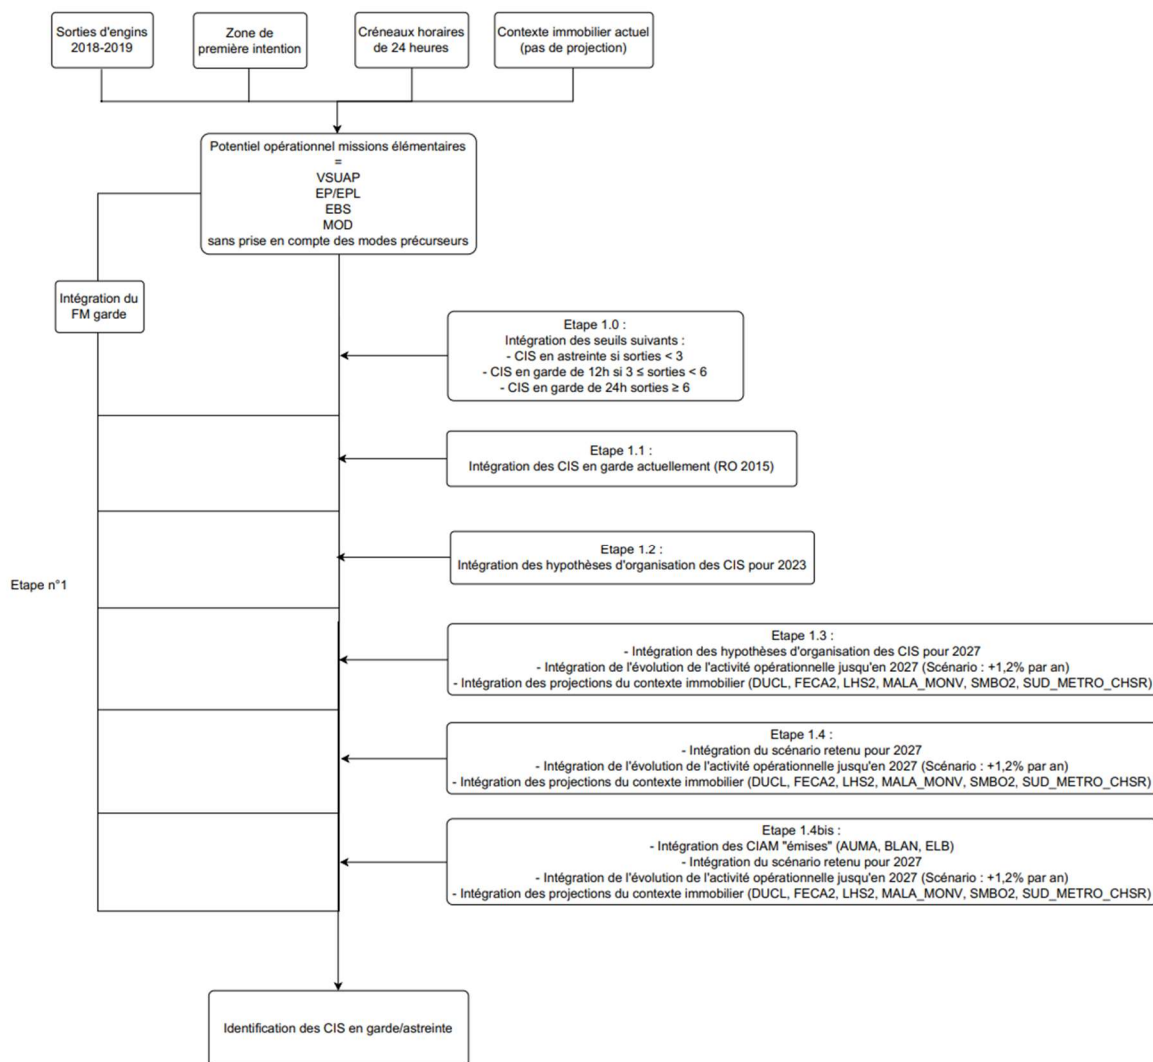 Sorties d'engins
2018-2019
Zone de
première intention
Créneaux horaires
de 24 heures
Contexte immobilier actuel
(pas de projection)
Potentiel opérationnel missions élémentaires
=
VSUAP
EP/EPL
EBS
MOD
sans prise en compte des modes précurseurs
Intégration du
FM garde
Etape 1.0 :
Intégration des seuils suivants :
- CIS en astreinte si sorties < 3
- CIS en garde de 12h si 3 ≤ sorties < 6
- CIS en garde de 24h sorties ≥ 6
Etape 1.1 :
Intégration des CIS en garde actuellement (RO 2015)
Etape 1.2 :
Intégration des hypothèses d'organisation des CIS pour 2023
Etape n°1
Etape 1.3 :
- Intégration des hypothèses d'organisation des CIS pour 2027
- Intégration de l'évolution de l'activité opérationnelle jusqu'en 2027 (Scénario : +1,2% par an)
- Intégration des projections du contexte immobilier (DUCL, FECA2, LHS2, MALA_MONV, SMBO2, SUD_METRO_CHSR)
Etape 1.4 :
- Intégration du scénario retenu pour 2027
- Intégration de l'évolution de l'activité opérationnelle jusqu'en 2027 (Scénario : +1,2% par an)
- Intégration des projections du contexte immobilier (DUCL, FECA2, LHS2, MALA_MONV, SMBO2, SUD_METRO_CHSR)
Etape 1.4bis :
- Intégration des CIAM "émises" (AUMA, BLAN, ELB)
- Intégration du scénario retenu pour 2027
- Intégration de l'évolution de l'activité opérationnelle jusqu'en 2027 (Scénario : +1,2% par an)
- Intégration des projections du contexte immobilier (DUCL, FECA2, LHS2, MALA_MONV, SMBO2, SUD_METRO_CHSR)
Identification des CIS en garde/astreinte